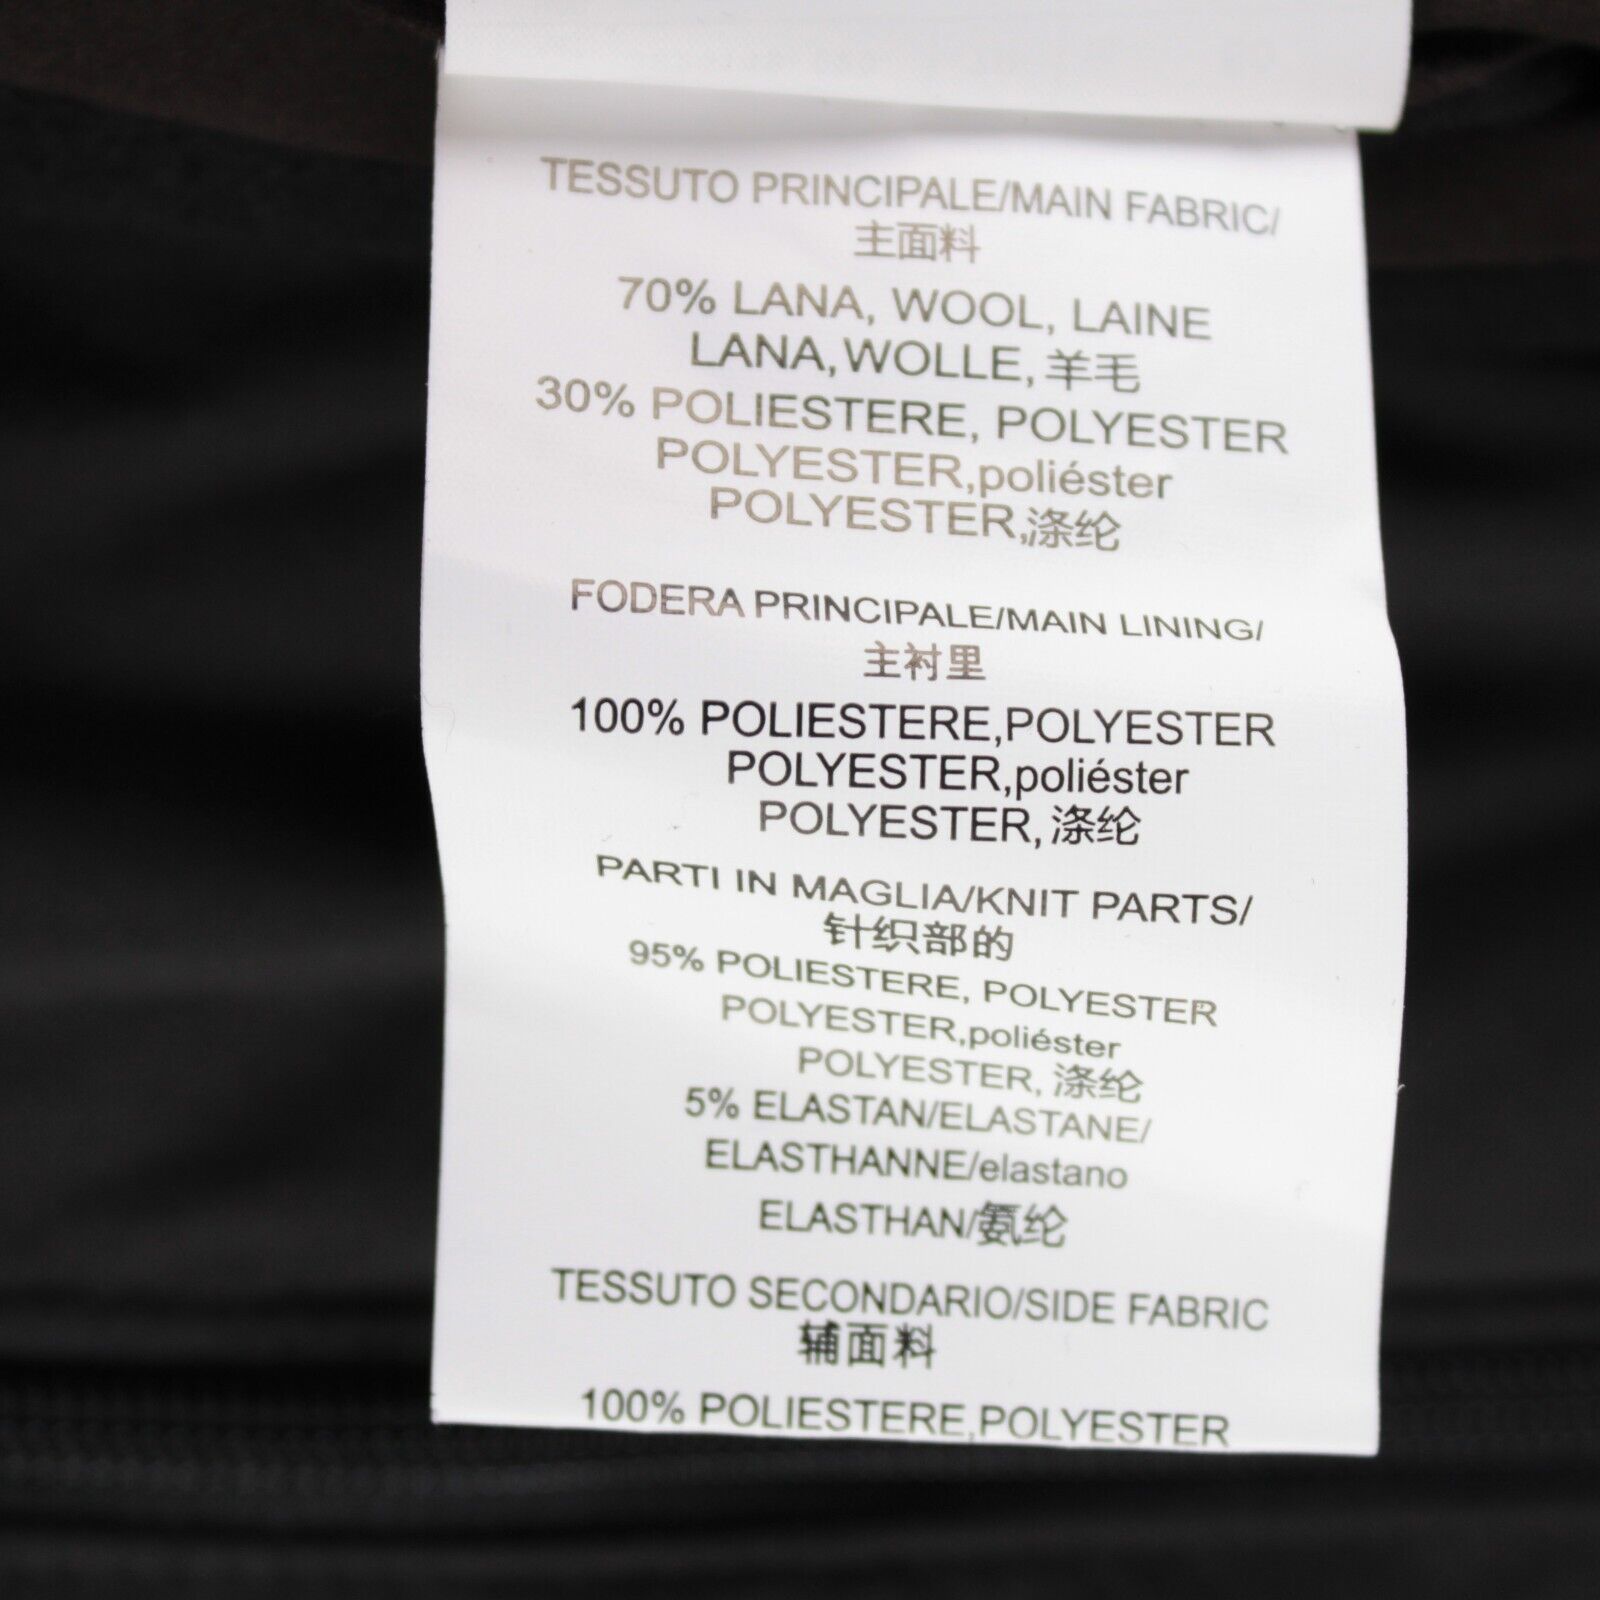 TESSUTO PRINCIPALE/MAIN FABRIC/
主面料
70% LANA, WOOL, LAINE
LANA,WOLLE,羊毛
30% POLIESTERE, POLYESTER
POLYESTER,poliéster
POLYESTER,涤纶
FODERA PRINCIPALE/MAIN LINING/
主衬里
100% POLIESTERE,POLYESTER
POLYESTER,poliéster
POLYESTER,涤纶
PARTI IN MAGLIA/KNIT PARTS/
针织部的
95% POLIESTERE, POLYESTER
POLYESTER,poliéster
POLYESTER, 涤纶
5% ELASTAN/ELASTANE/
ELASTHANNE/elastano
ELASTHAN/氨纶
TESSUTO SECONDARIO/SIDE FABRIC
辅面料
100% POLIESTERE,POLYESTER